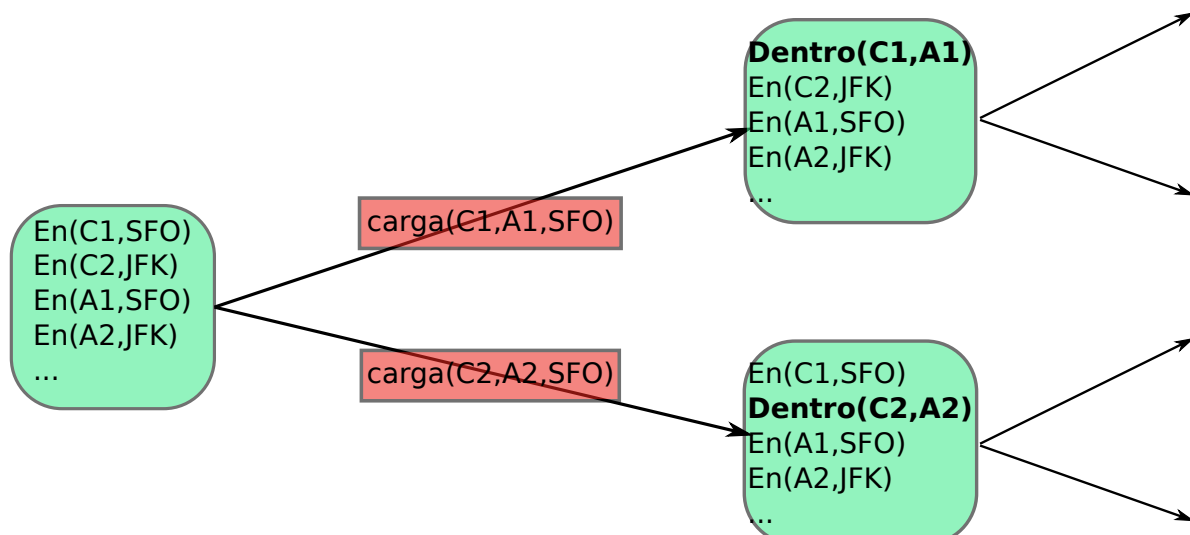 En(C1,SFO)
En(C2,JFK)
En(A1,SFO)
En(A2,JFK)
...
carga(C1,A1,SFO)
carga(C2,A2,SFO)
Dentro(C1,A1)
En(C2,JFK)
En(A1,SFO)
En(A2,JFK)
...
En(C1,SFO)
Dentro(C2,A2)
En(A1,SFO)
En(A2,JFK)
...